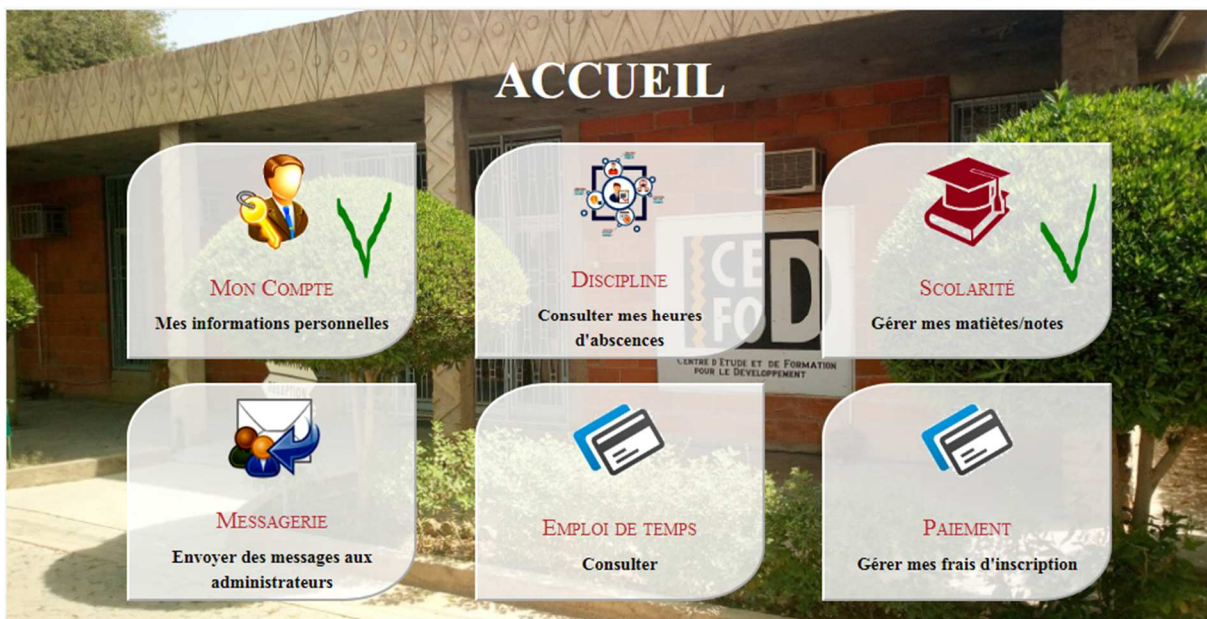 ACCUEIL
MON COMPTE
Mes informations personnelles
DISCIPLINE
Consulter mes heures
d'abscences
SCOLARITÉ
Gérer mes matiètes/notes
CE
FOD
CENTRE D'ETUDE ET DE FORMATION
POUR LE DEVELOPPEMENT
RECEPTION
MESSAGERIE
Envoyer des messages aux
administrateurs
EMPLOI DE TEMPS
Consulter
PAIEMENT
Gérer mes frais d'inscription